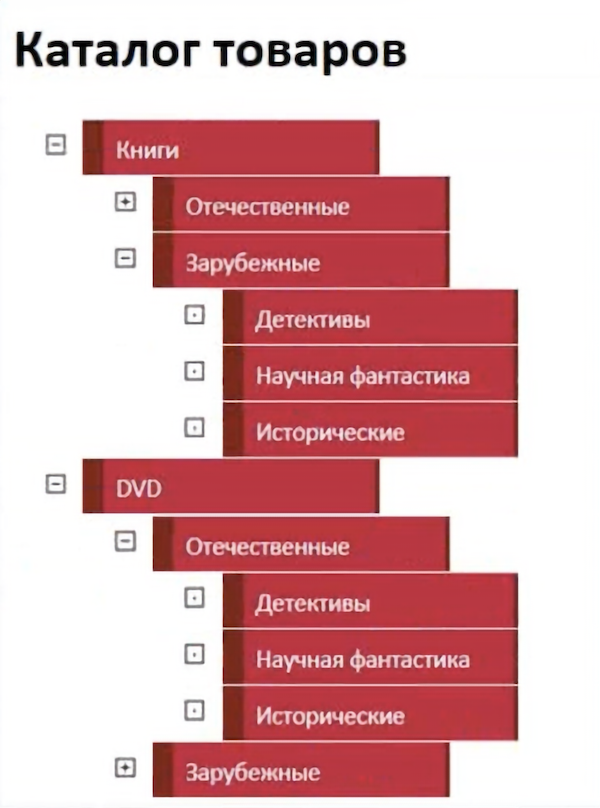 Каталог товаров
Книги
Отечественные
Зарубежные
Детективы
Научная фантастика
Исторические
DVD
Отечественные
Детективы
Научная фантастика
Исторические
Зарубежные